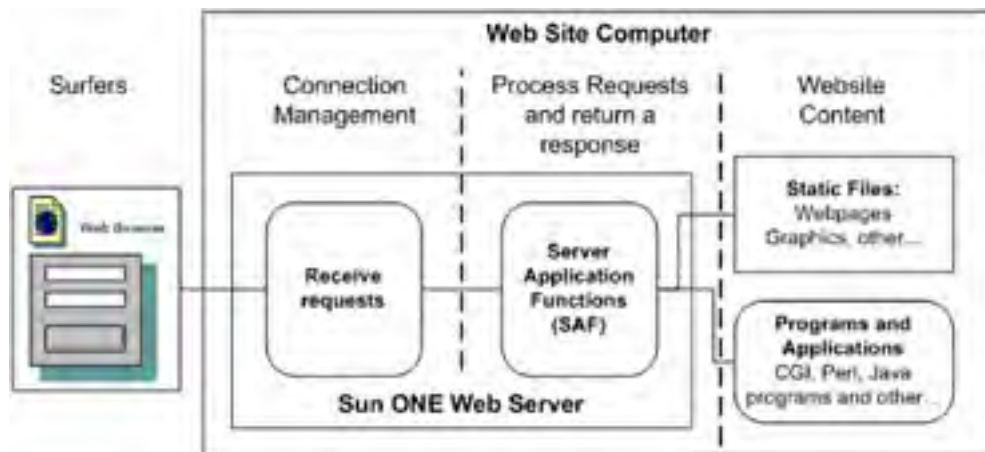 Web Site Computer
Surfers
Connection
Management
Process Requests
and return a
response
Website
Content
Web Browser
Receive
requests
Server
Application
Functions
(SAF)
Static Files:
Webpages
Graphics, other...
Programs and
Applications
CGI, Perl, Java
programs and other...
Sun ONE Web Server